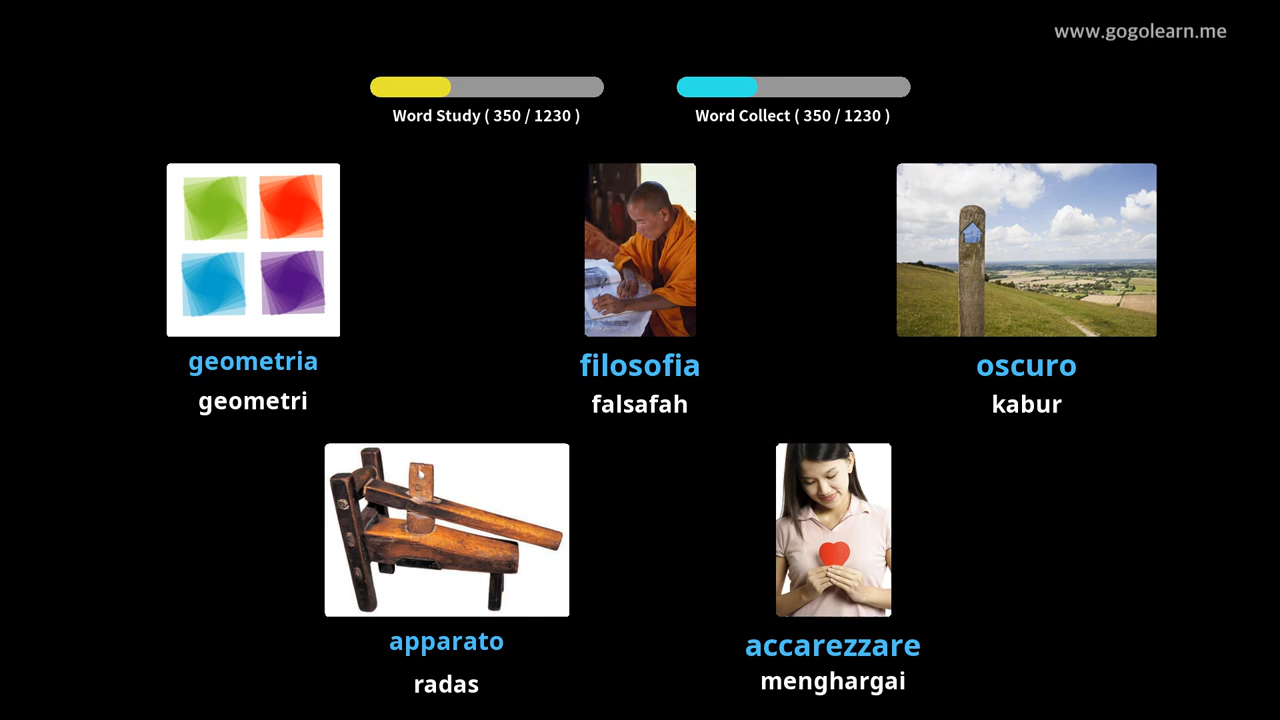 www.gogolearn.me
Word Study ( 350 / 1230 )
Word Collect ( 350 / 1230 )
geometria
geometri
filosofia
falsafah
oscuro
kabur
apparato
radas
accarezzare
menghargai